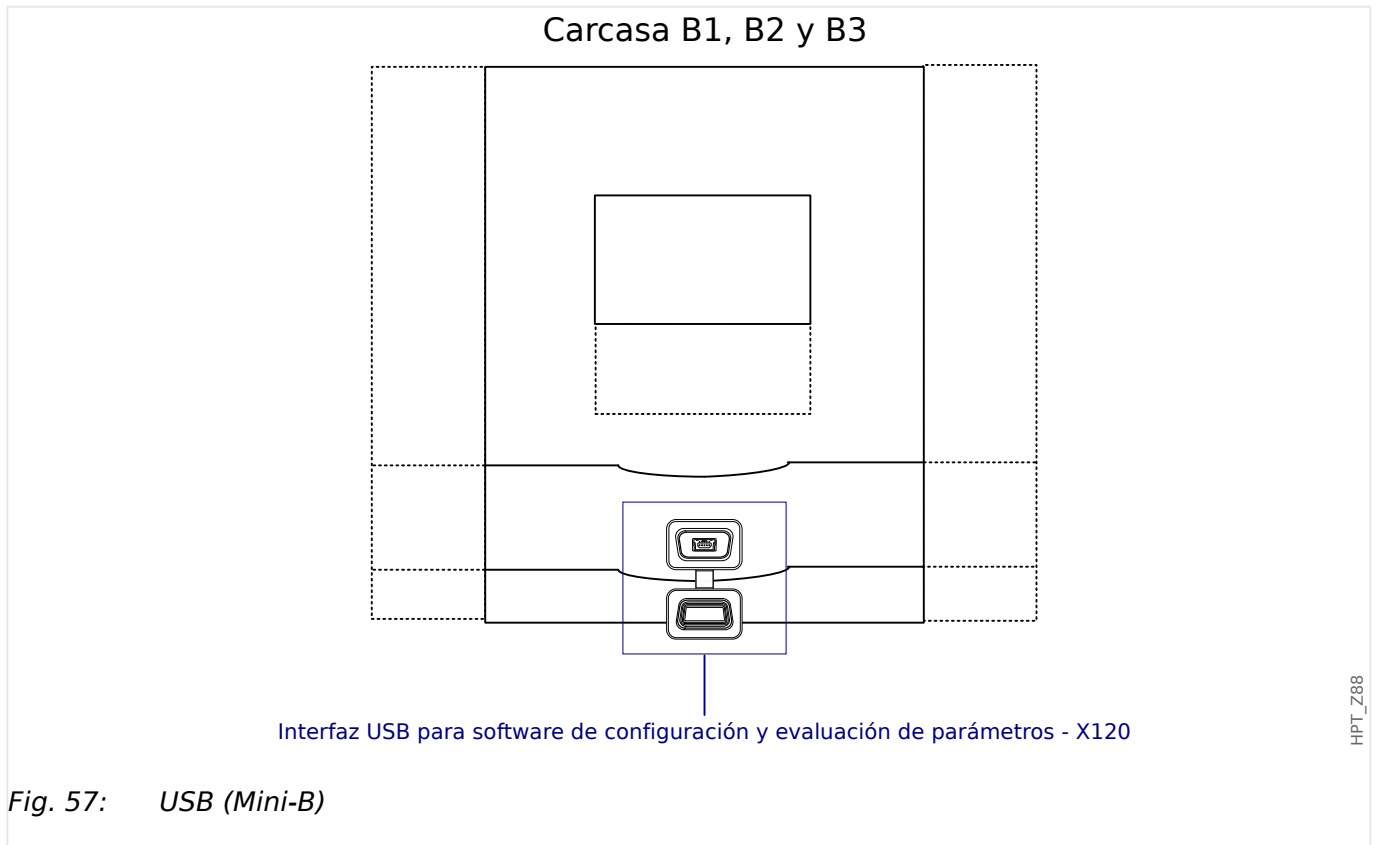 Carcasa B1, B2 y B3
Interfaz USB para software de configuración y evaluación de parámetros - X120
HPT_Z88
Fig. 57: USB (Mini-B)